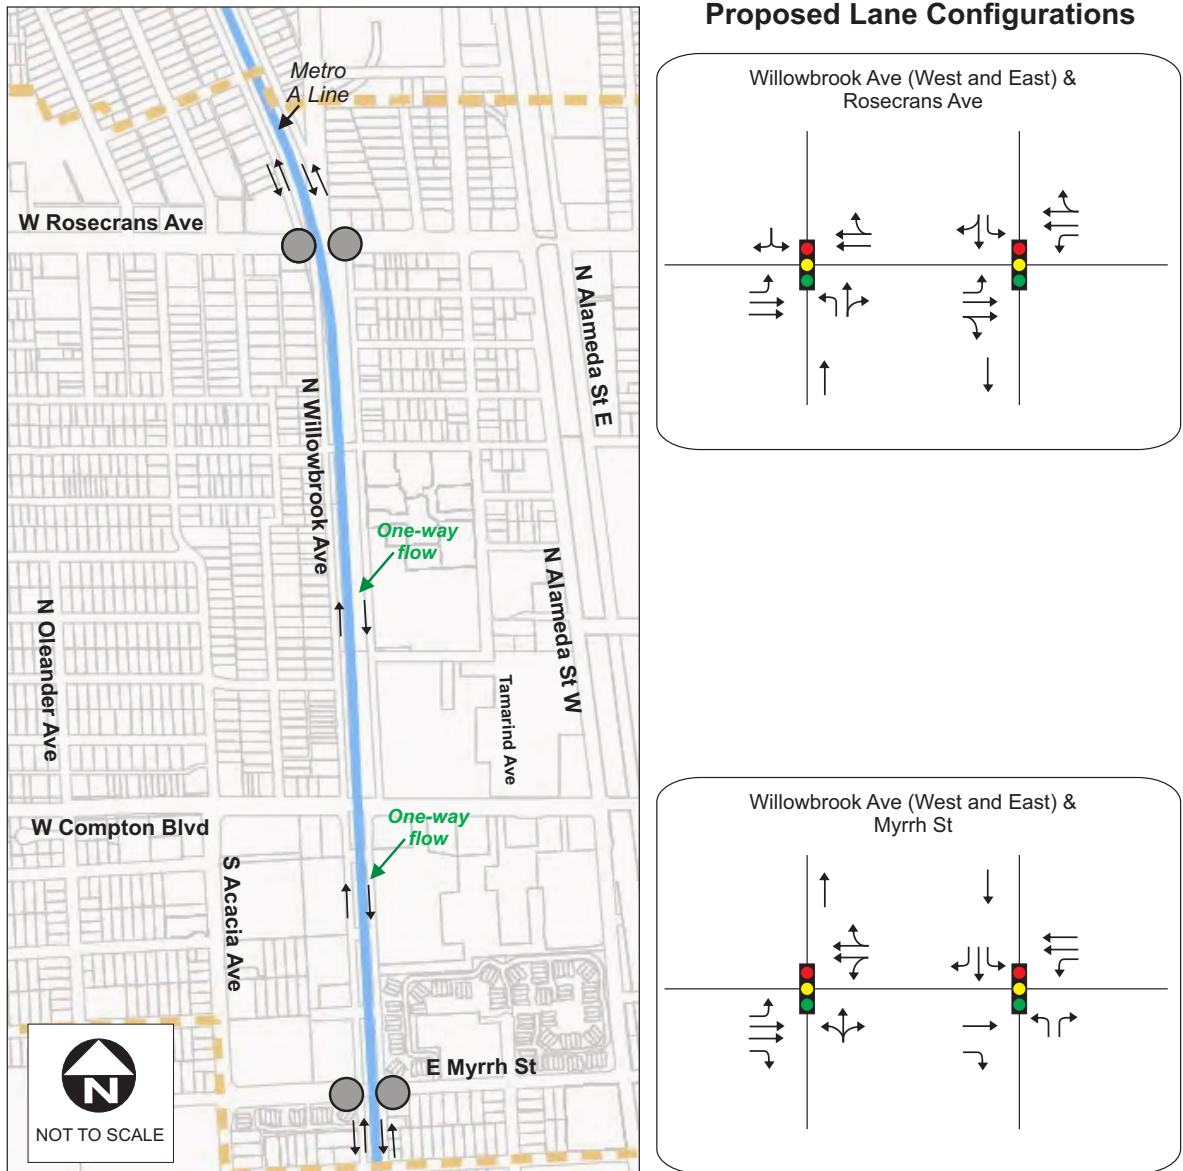 Proposed Lane Configurations
Metro
A Line
W Rosecrans Ave
N Alameda St E
N Willowbrook Ave
One-way
flow
N Alameda St W
N Oleander Ave
Tamarind Ave
One-way
flow
W Compton Blvd
S Acacia Ave
E Myrrh St
N
NOT TO SCALE
Willowbrook Ave (West and East) &
Rosecrans Ave
Willowbrook Ave (West and East) &
Myrrh St